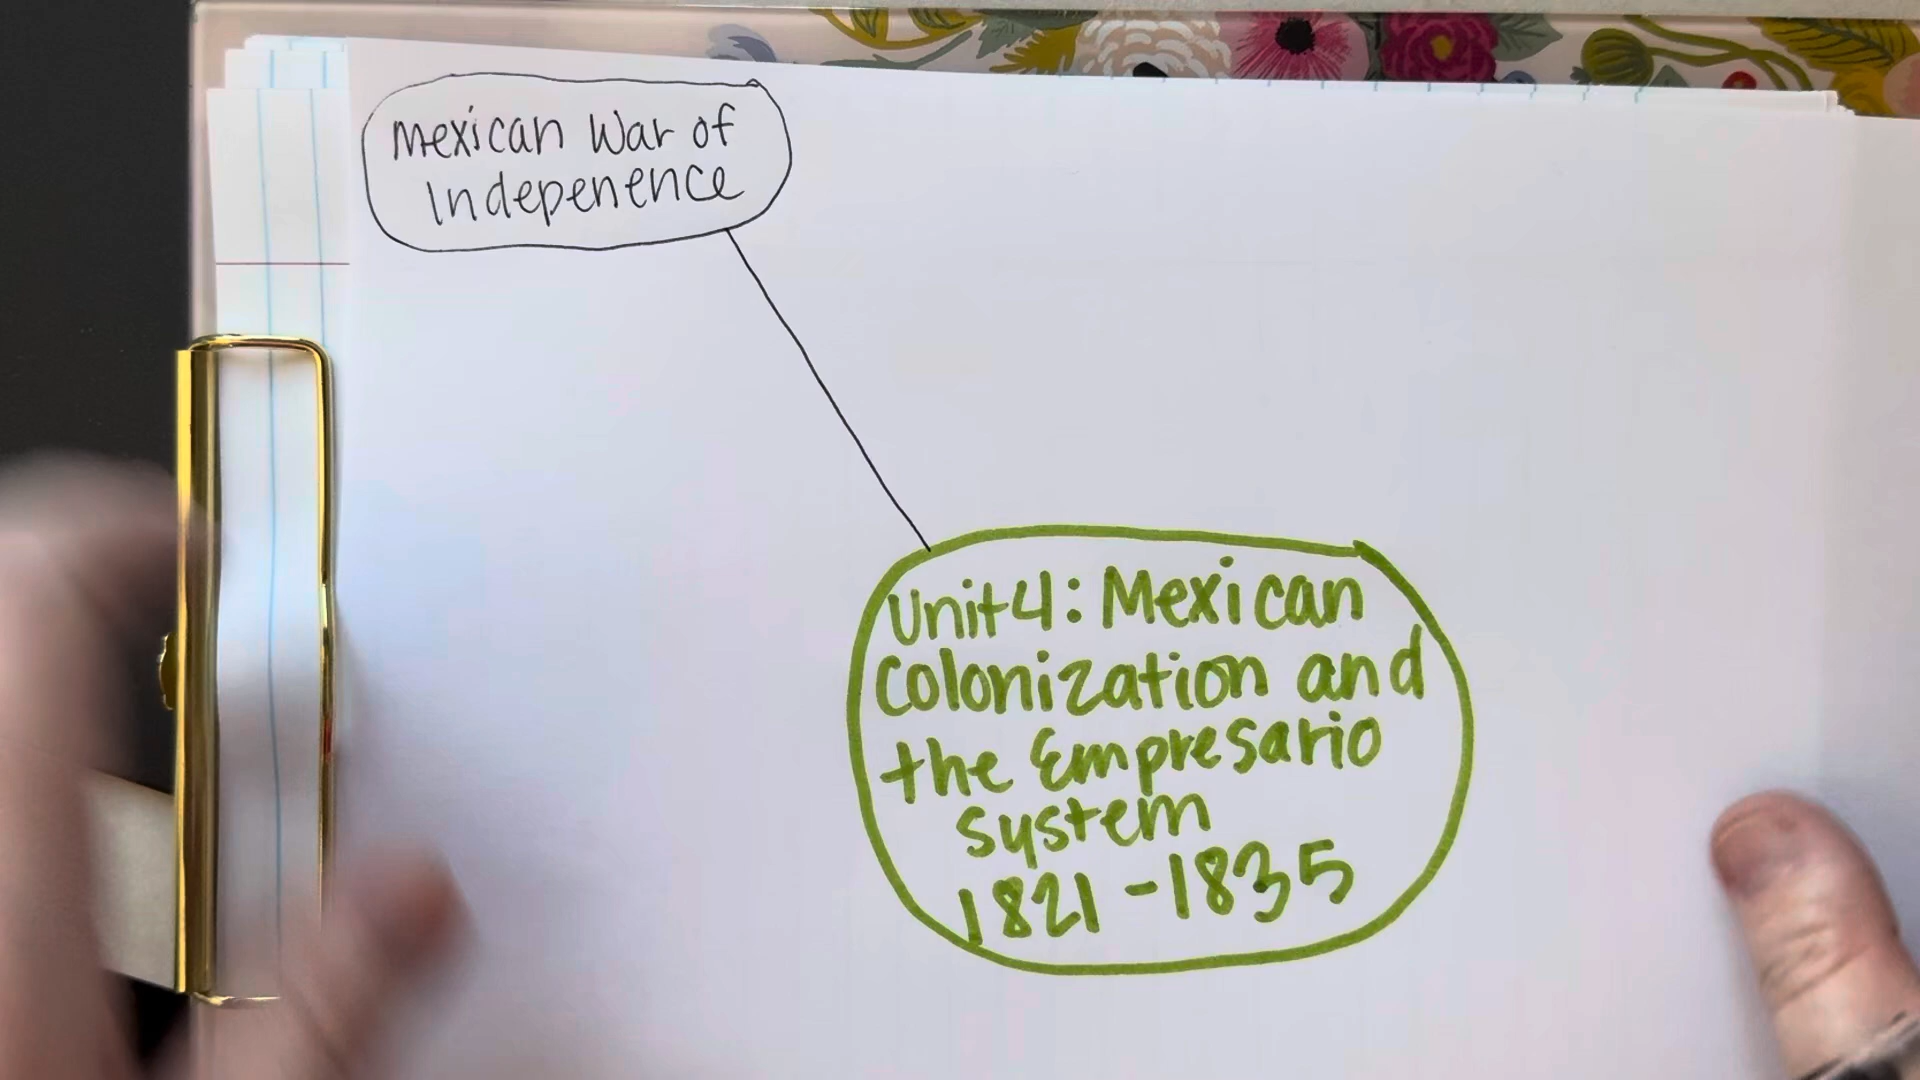 Mexican War of
Indepenence
Unit 4: Mexican
Colonization and
the Empresario
system
1821-1835